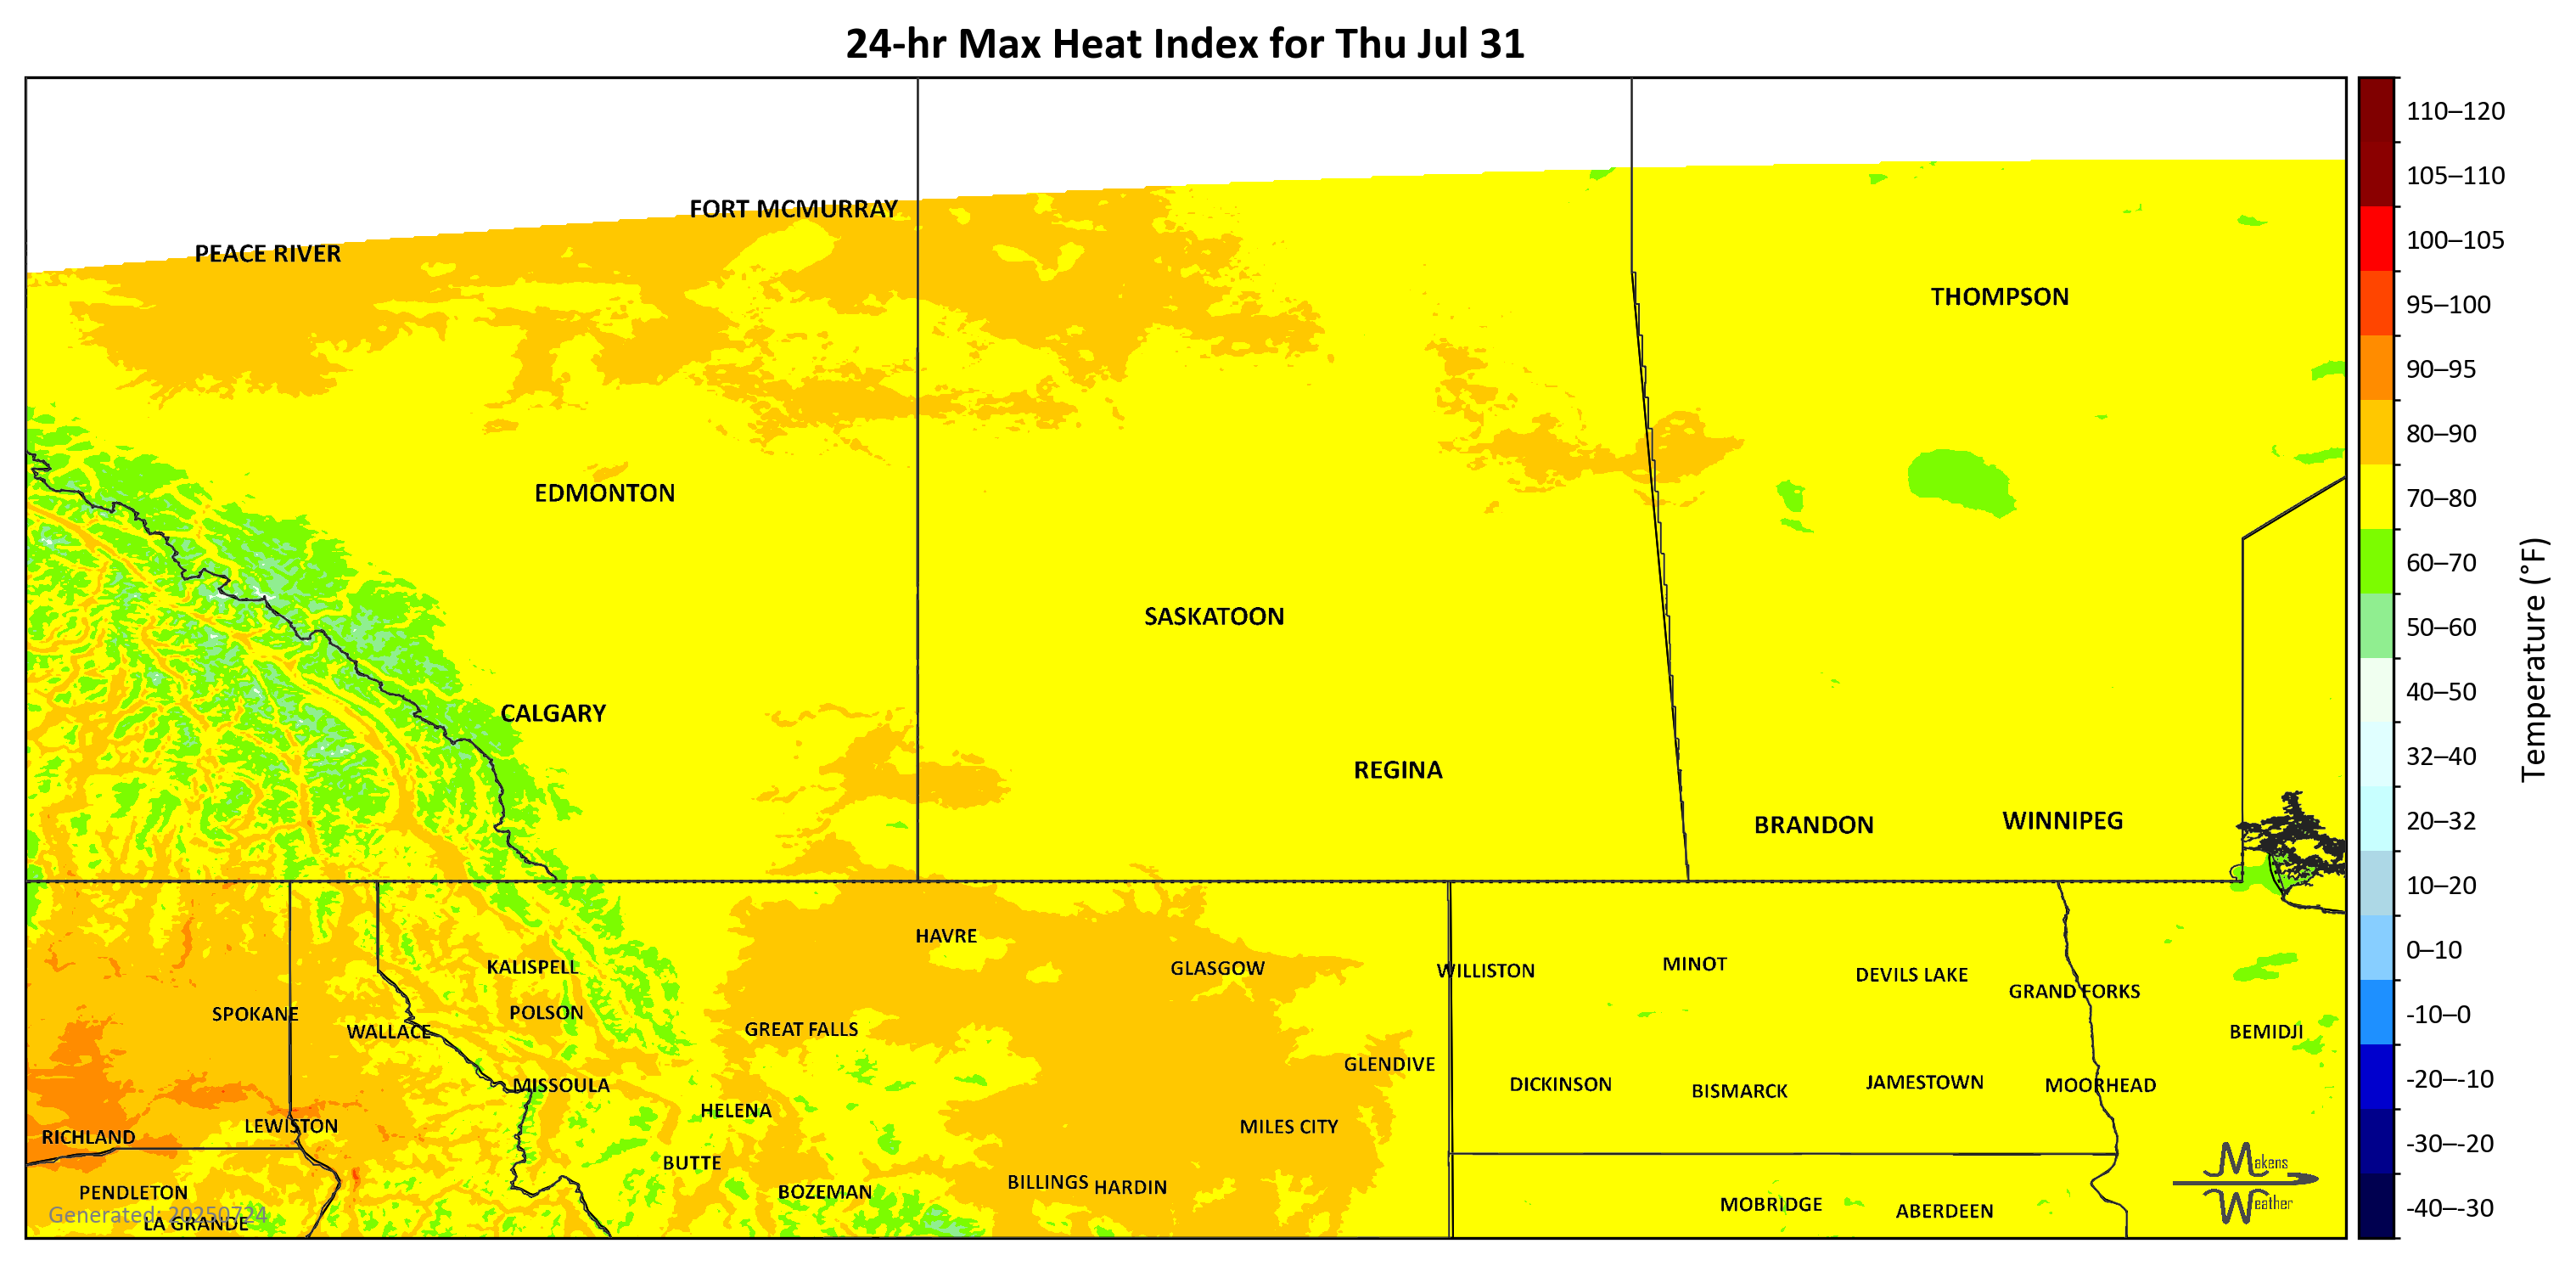 24-hr Max Heat Index for Thu Jul 31
FORT MCMURRAY
PEACE RIVER
THOMPSON
EDMONTON
SASKATOON
CALGARY
REGINA
BRANDON
WINNIPEG
HAVRE
KALISPELL
GLASGOW
WILLISTON
MINOT
DEVILS LAKE
GRAND FORKS
SPOKANE
POLSON
WALLACE
GREAT FALLS
BEMIDJI
GLENDIVE
MISSOULA
DICKINSON
BISMARCK
JAMESTOWN
MOORHEAD
HELENA
LEWISTON
MILES CITY
RICHLAND
BUTTE
BILLINGS
HARDIN
PENDLETON
BOZEMAN
MOBRIDGE
ABERDEEN
Generated: 20250724
LA GRANDE
Makens
Weather
110–120
105–110
100–105
95–100
90–95
80–90
70–80
60–70
50–60
40–50
32–40
20–32
10–20
0–10
-10–0
-20–-10
-30–-20
-40–-30
Temperature (°F)